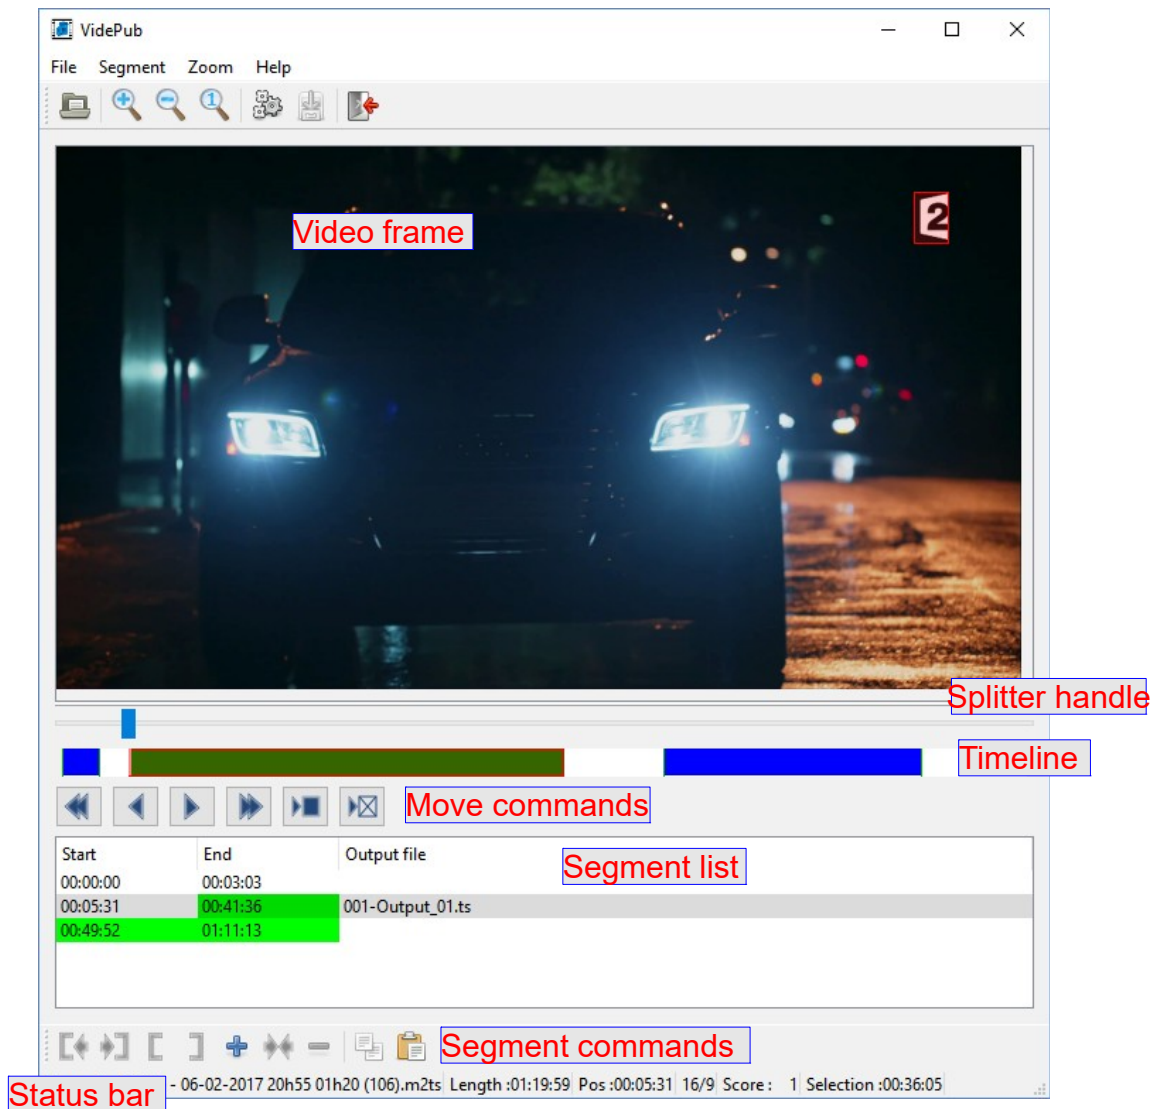 VidePub
File Segment Zoom Help
1
2
Video frame
Splitter handle
Timeline
Move commands
Start End Output file
Segment list
00:00:00 00:03:03
00:05:31 00:41:36 001-Output_01.ts
00:49:52 01:11:13
Segment commands
- 06-02-2017 20h55 01h20 (106).m2ts Length :01:19:59 Pos :00:05:31 16/9 Score : 1 Selection :00:36:05
Status bar